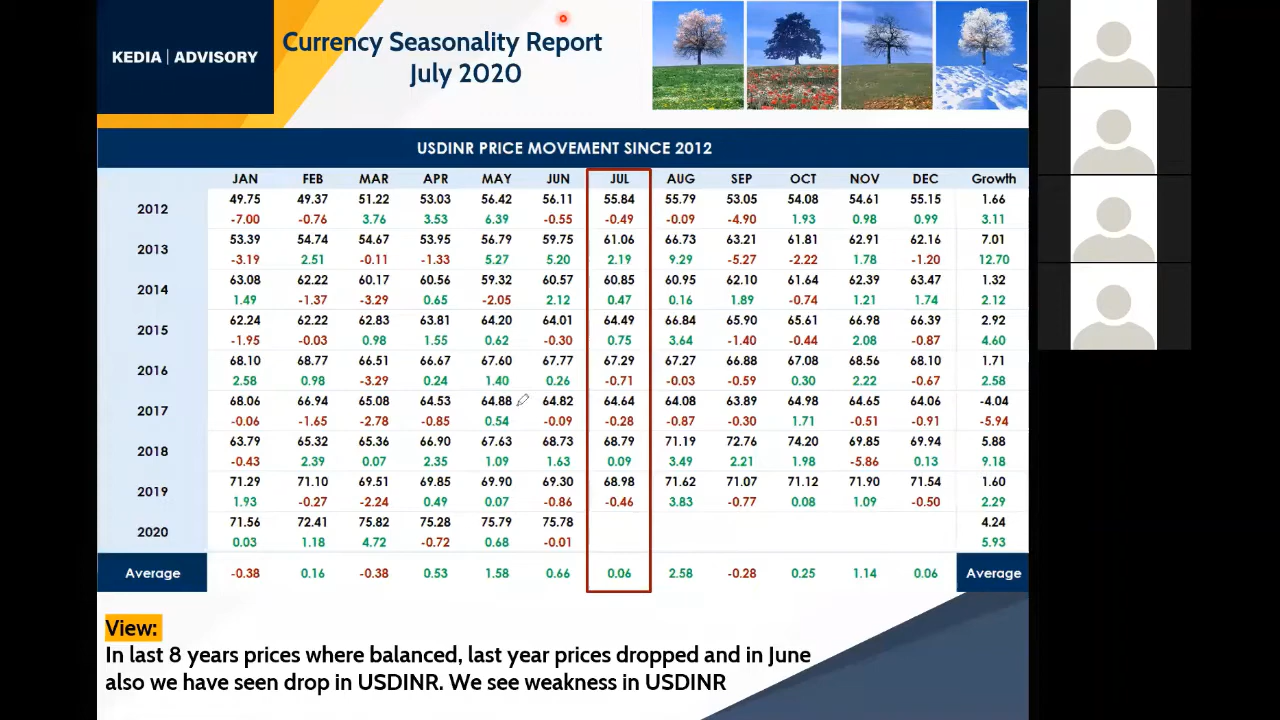 KEDIA | ADVISORY
Currency Seasonality Report
July 2020
USDINR PRICE MOVEMENT SINCE 2012
JAN FEB MAR APR MAY JUN JUL AUG SEP OCT NOV DEC Growth
2012
49.75 49.37 51.22 53.03 56.42 56.11 55.84 55.79 53.05 54.08 54.61 55.15 1.66
-7.00 -0.76 3.76 3.53 6.39 -0.55 -0.49 -0.09 -4.90 1.93 0.98 0.99 3.11
2013
53.39 54.74 54.67 53.95 56.79 59.75 61.06 66.73 63.21 61.81 62.91 62.16 7.01
-3.19 2.51 -0.11 -1.33 5.27 5.20 2.19 9.29 -5.27 -2.22 1.78 -1.20 12.70
2014
63.08 62.22 60.17 60.56 59.32 60.57 60.85 60.95 62.10 61.64 62.39 63.47 1.32
1.49 -1.37 -3.29 0.65 -2.05 2.12 0.47 0.16 1.89 -0.74 1.21 1.74 2.12
2015
62.24 62.22 62.83 63.81 64.20 64.01 64.49 66.84 65.90 65.61 66.98 66.39 2.92
-1.95 -0.03 0.98 1.55 0.62 -0.30 0.75 3.64 -1.40 -0.44 2.08 -0.87 4.60
2016
68.10 68.77 66.51 66.67 67.60 67.77 67.29 67.27 66.88 67.08 68.56 68.10 1.71
2.58 0.98 -3.29 0.24 1.40 0.26 -0.71 -0.03 -0.59 0.30 2.22 -0.67 2.58
2017
68.06 66.94 65.08 64.53 64.88 64.82 64.64 64.08 63.89 64.98 64.65 64.06 -4.04
-0.06 -1.65 -2.78 -0.85 0.54 -0.09 -0.28 -0.87 -0.30 1.71 -0.51 -0.91 -5.94
2018
63.79 65.32 65.36 66.90 67.63 68.73 68.79 71.19 72.76 74.20 69.85 69.94 5.88
-0.43 2.39 0.07 2.35 1.09 1.63 0.09 3.49 2.21 1.98 -5.86 0.13 9.18
2019
71.29 71.10 69.51 69.85 69.90 69.30 68.98 71.62 71.07 71.12 71.90 71.54 1.60
1.93 -0.27 -2.24 0.49 0.07 -0.86 -0.46 3.83 -0.77 0.08 1.09 -0.50 2.29
2020
71.56 72.41 75.82 75.28 75.79 75.78 4.24
0.03 1.18 4.72 -0.72 0.68 -0.01 5.93
Average -0.38 0.16 -0.38 0.53 1.58 0.66 0.06 2.58 -0.28 0.25 1.14 0.06 Average
View:
In last 8 years prices where balanced, last year prices dropped and in June
also we have seen drop in USDINR. We see weakness in USDINR